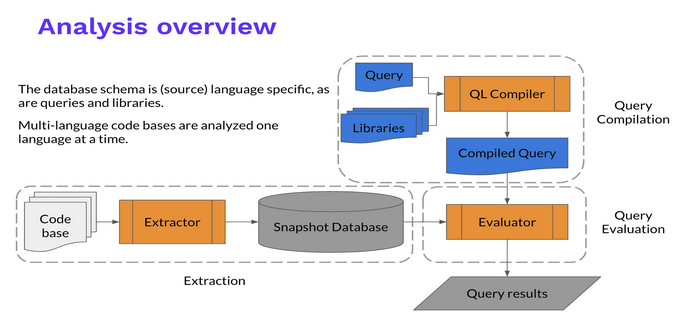 Analysis overview
The database schema is (source) language specific, as
are queries and libraries.
Multi-language code bases are analyzed one
language at a time.
Query
Libraries
QL Compiler
Compiled Query
Query
Compilation
Code
base
Extractor
Snapshot Database
Evaluator
Query
Evaluation
Extraction
Query results